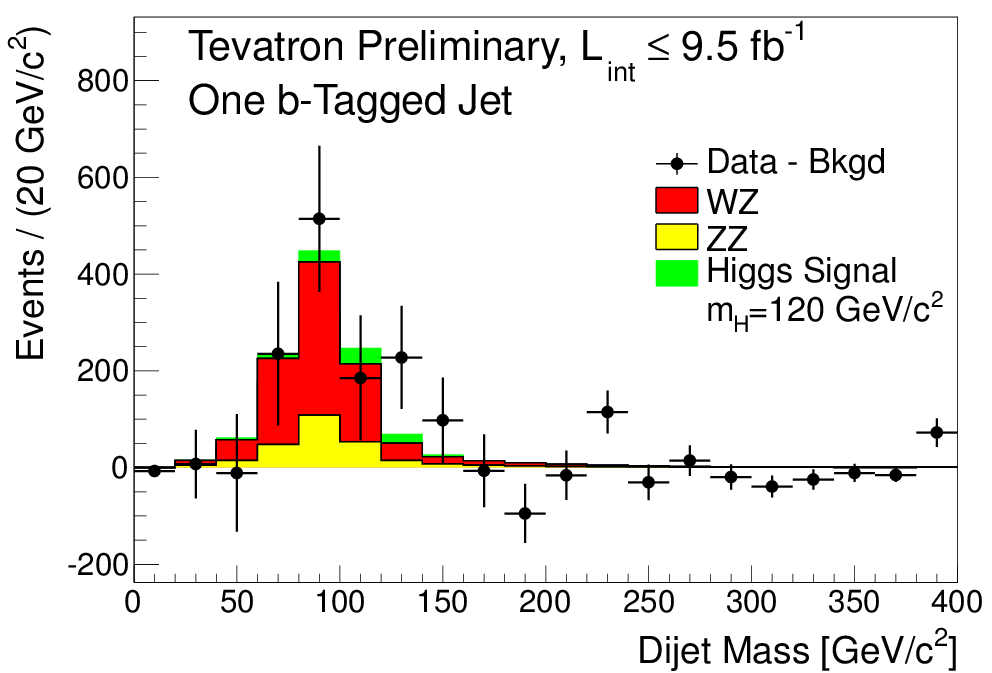 Tevatron Preliminary, L_int ≤ 9.5 fb^-1
One b-Tagged Jet
Data - Bkgd
WZ
ZZ
Higgs Signal
m_H=120 GeV/c^2
Events / (20 GeV/c^2)
800
600
400
200
0
-200
0 50 100 150 200 250 300 350 400
Dijet Mass [GeV/c^2]